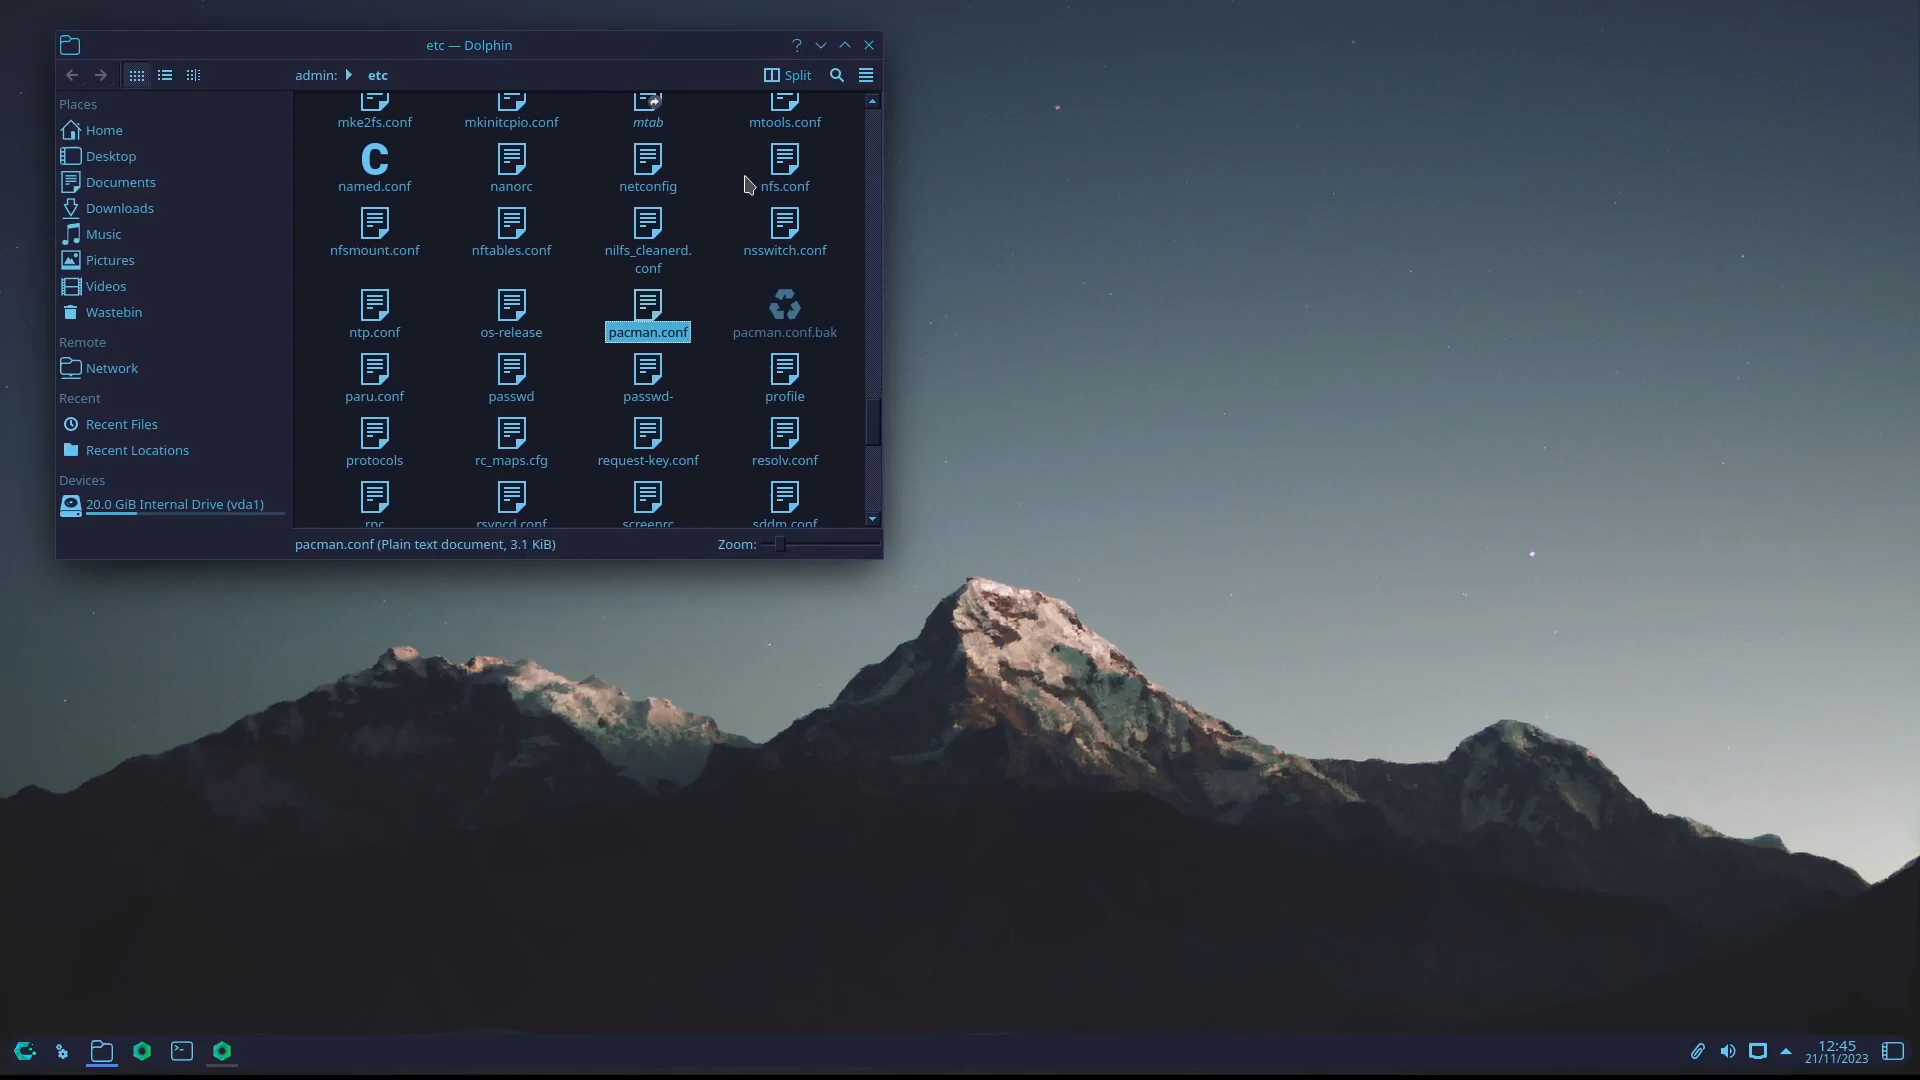 etc — Dolphin
admin: etc
Split
Places
Home
Desktop
Documents
Downloads
Music
Pictures
Videos
Wastebin
Remote
Network
Recent
Recent Files
Recent Locations
Devices
20.0 GiB Internal Drive (vda1)
mke2fs.conf mkinitcpio.conf mtab mtools.conf
named.conf nanorc netconfig nfs.conf
nfsmount.conf nftables.conf nilfs_cleanerd. nsswitch.conf
conf
ntp.conf os-release pacman.conf pacman.conf.bak
paru.conf passwd passwd- profile
protocols rc_maps.cfg request-key.conf resolv.conf
rpc rsyncd.conf screenrc sddm.conf
pacman.conf (Plain text document, 3.1 KiB)
Zoom:
12:45
21/11/2023